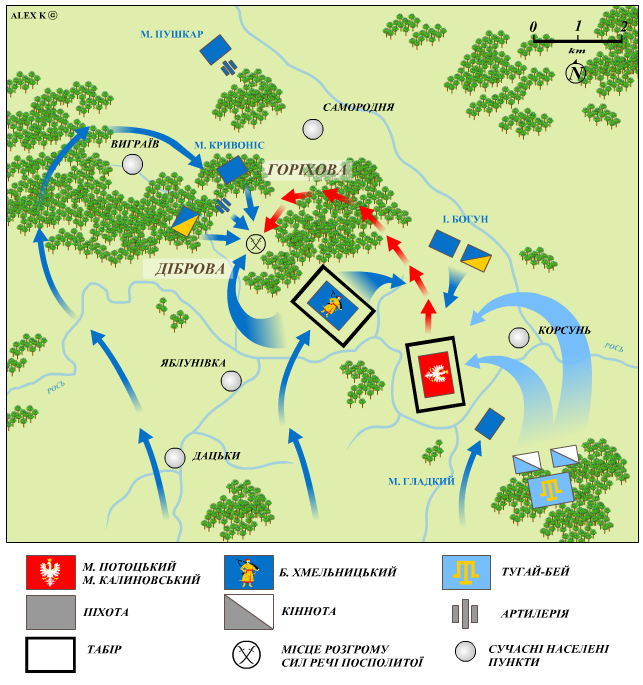 ALEX K ©
М. ПУШКАР
0 1 2
km
N
САМОРОДНЯ
ВИГРАЇВ
М. КРИВОНІС
ГОРІХОВА
І. БОГУН
ДІБРОВА
КОРСУНЬ
РОСЬ
ЯБЛУНІВКА
РОСЬ
ДАЦЬКИ
М. ГЛАДКИЙ
М. ПОТОЦЬКИЙ
М. КАЛИНОВСЬКИЙ
Б. ХМЕЛЬНИЦЬКИЙ
ТУГАЙ-БЕЙ
ПІХОТА
КІННОТА
АРТИЛЕРІЯ
ТАБІР
МІСЦЕ РОЗГРОМУ
СИЛ РЕЧІ ПОСПОЛИТОЇ
СУЧАСНІ НАСЕЛЕНІ
ПУНКТИ